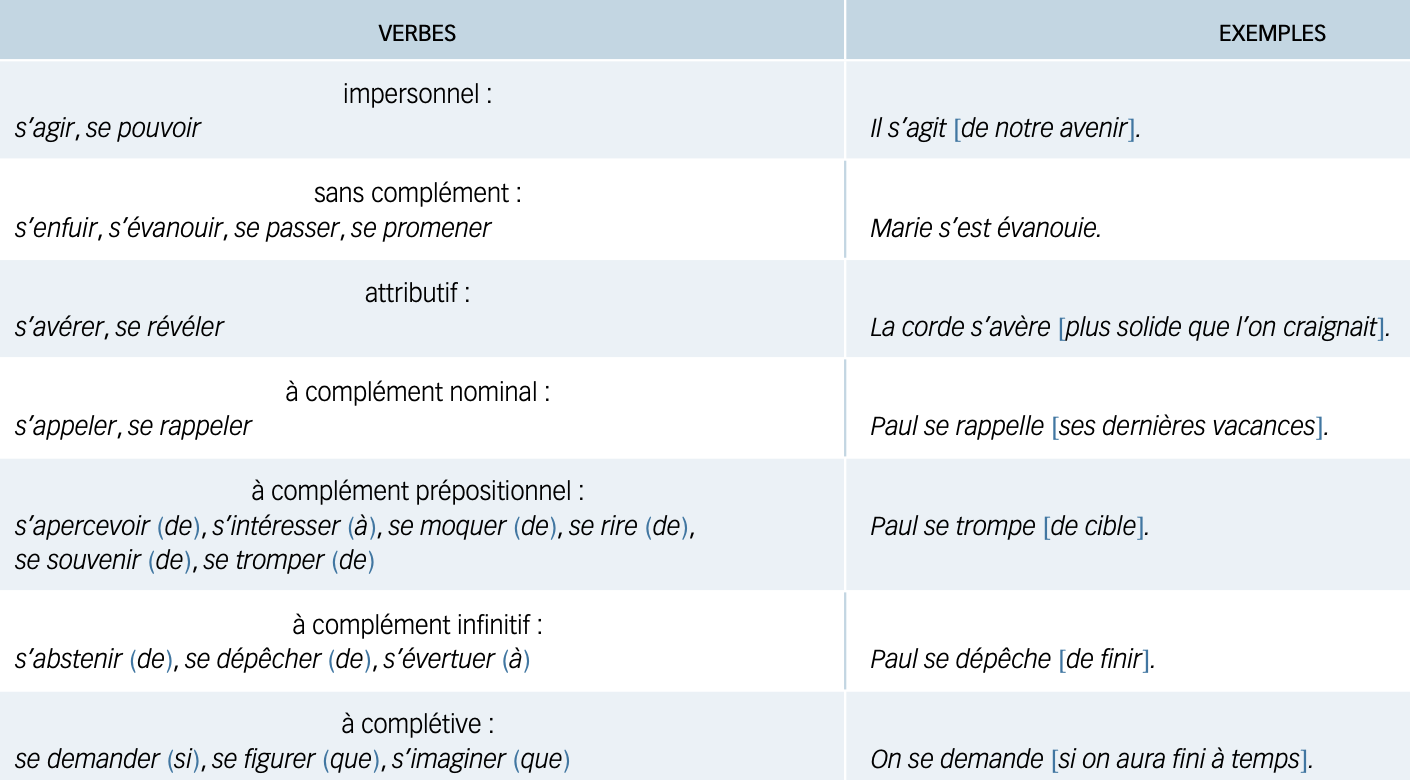 VERBES EXEMPLES
impersonnel :
s’agir, se pouvoir Il s’agit [de notre avenir].
sans complément :
s’enfuir, s’évanouir, se passer, se promener Marie s’est évanouie.
attributif :
s’avérer, se révéler La corde s’avère [plus solide que l’on craignait].
à complément nominal :
s’appeler, se rappeler Paul se rappelle [ses dernières vacances].
à complément prépositionnel :
s’apercevoir (de), s’intéresser (à), se moquer (de), se rire (de), Paul se trompe [de cible].
se souvenir (de), se tromper (de)
à complément infinitif :
s’abstenir (de), se dépêcher (de), s’évertuer (à) Paul se dépêche [de finir].
à complétive :
se demander (si), se figurer (que), s’imaginer (que) On se demande [si on aura fini à temps].